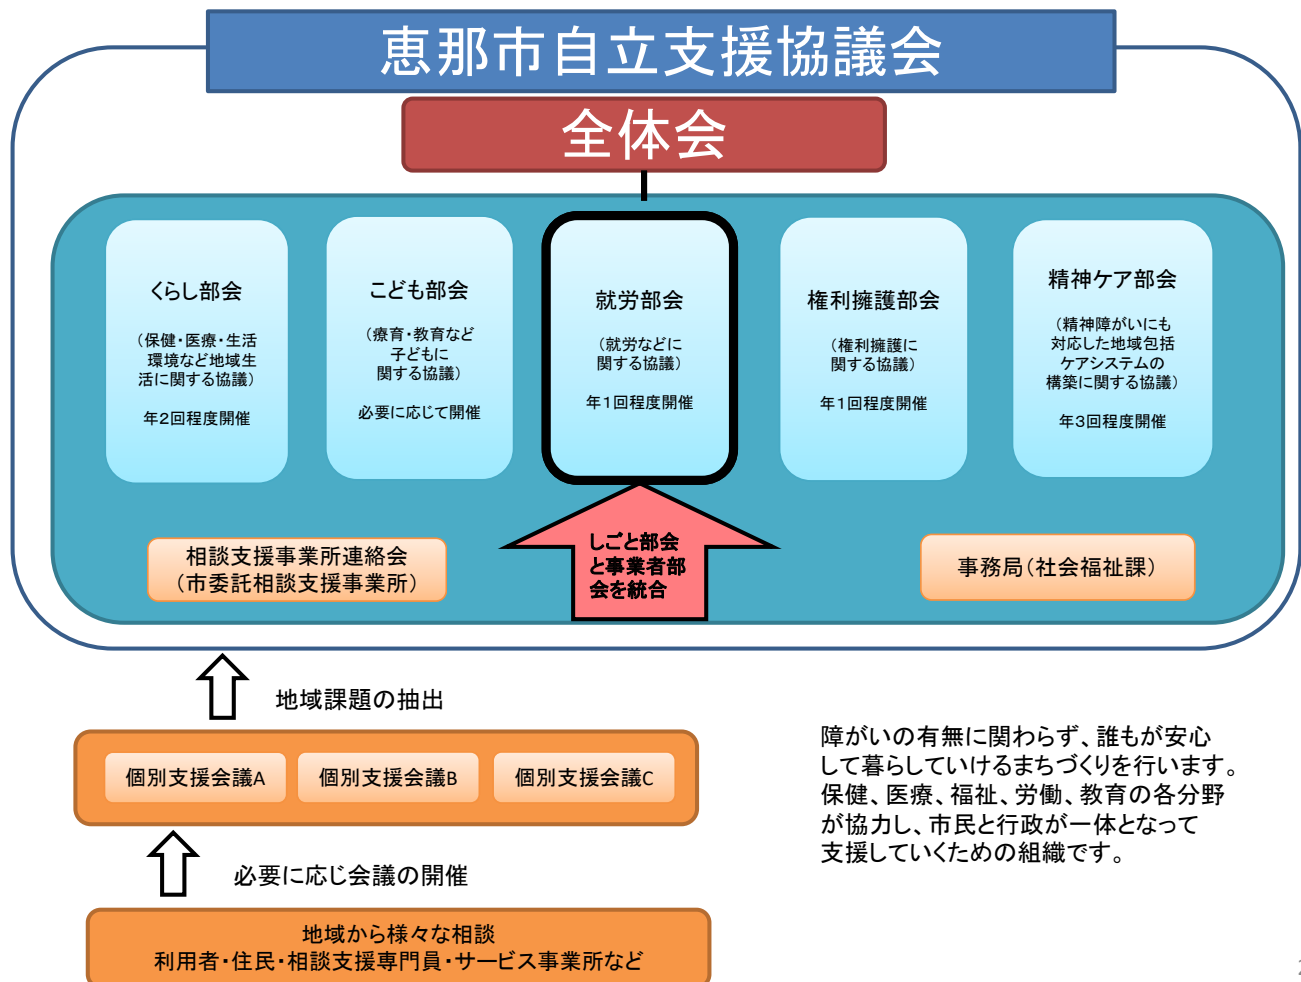 恵那市自立支援協議会
全体会
くらし部会
（保健・医療・生活
環境など地域生
活に関する協議）
年２回程度開催
こども部会
（療育・教育など
子どもに
関する協議）
必要に応じて開催
就労部会
（就労などに
関する協議）
年１回程度開催
権利擁護部会
（権利擁護に
関する協議）
年１回程度開催
精神ケア部会
（精神障がいにも
対応した地域包括
ケアシステムの
構築に関する協議）
年３回程度開催
相談支援事業所連絡会
（市委託相談支援事業所）
しごと部会
と事業者部
会を統合
事務局（社会福祉課）
地域課題の抽出
個別支援会議A
個別支援会議B
個別支援会議C
必要に応じ会議の開催
地域から様々な相談
利用者・住民・相談支援専門員・サービス事業所など
障がいの有無に関わらず、誰もが安心
して暮らしていけるまちづくりを行います。
保健、医療、福祉、労働、教育の各分野
が協力し、市民と行政が一体となって
支援していくための組織です。